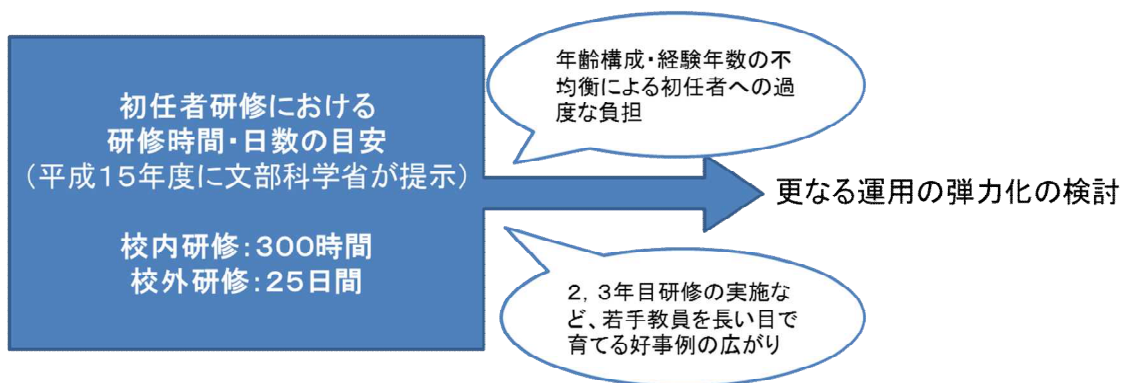 初任者研修における
研修時間・日数の目安
（平成１５年度に文部科学省が提示）
校内研修：３００時間
校外研修：２５日間
年齢構成・経験年数の不
均衡による初任者への過
度な負担
更なる運用の弾力化の検討
２，３年目研修の実施な
ど、若手教員を長い目で
育てる好事例の広がり